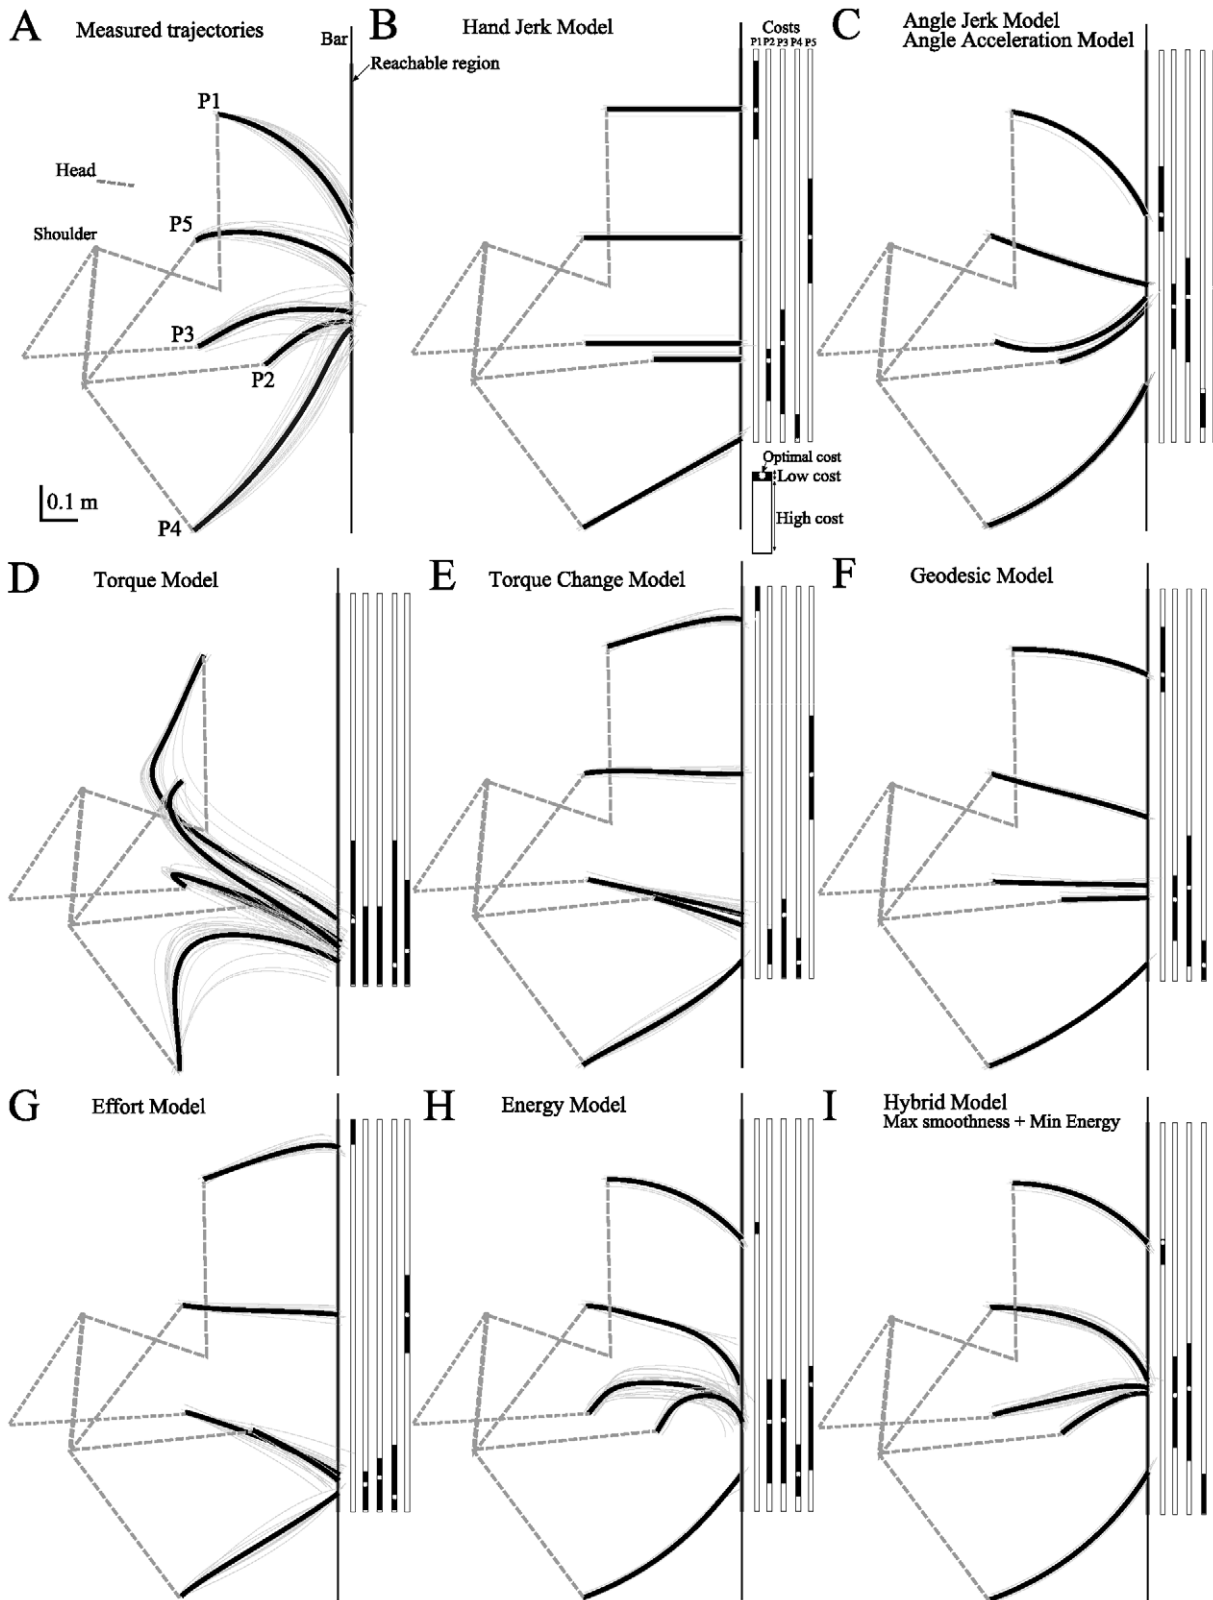 A
Measured trajectories
Bar
Reachable region
P1
Head
P5
Shoulder
P3
P2
0.1 m
P4
B
Hand Jerk Model
Costs
P1 P2 P3 P4 P5
Optimal cost
Low cost
High cost
C
Angle Jerk Model
Angle Acceleration Model
D
Torque Model
E
Torque Change Model
F
Geodesic Model
G
Effort Model
H
Energy Model
I
Hybrid Model
Max smoothness + Min Energy